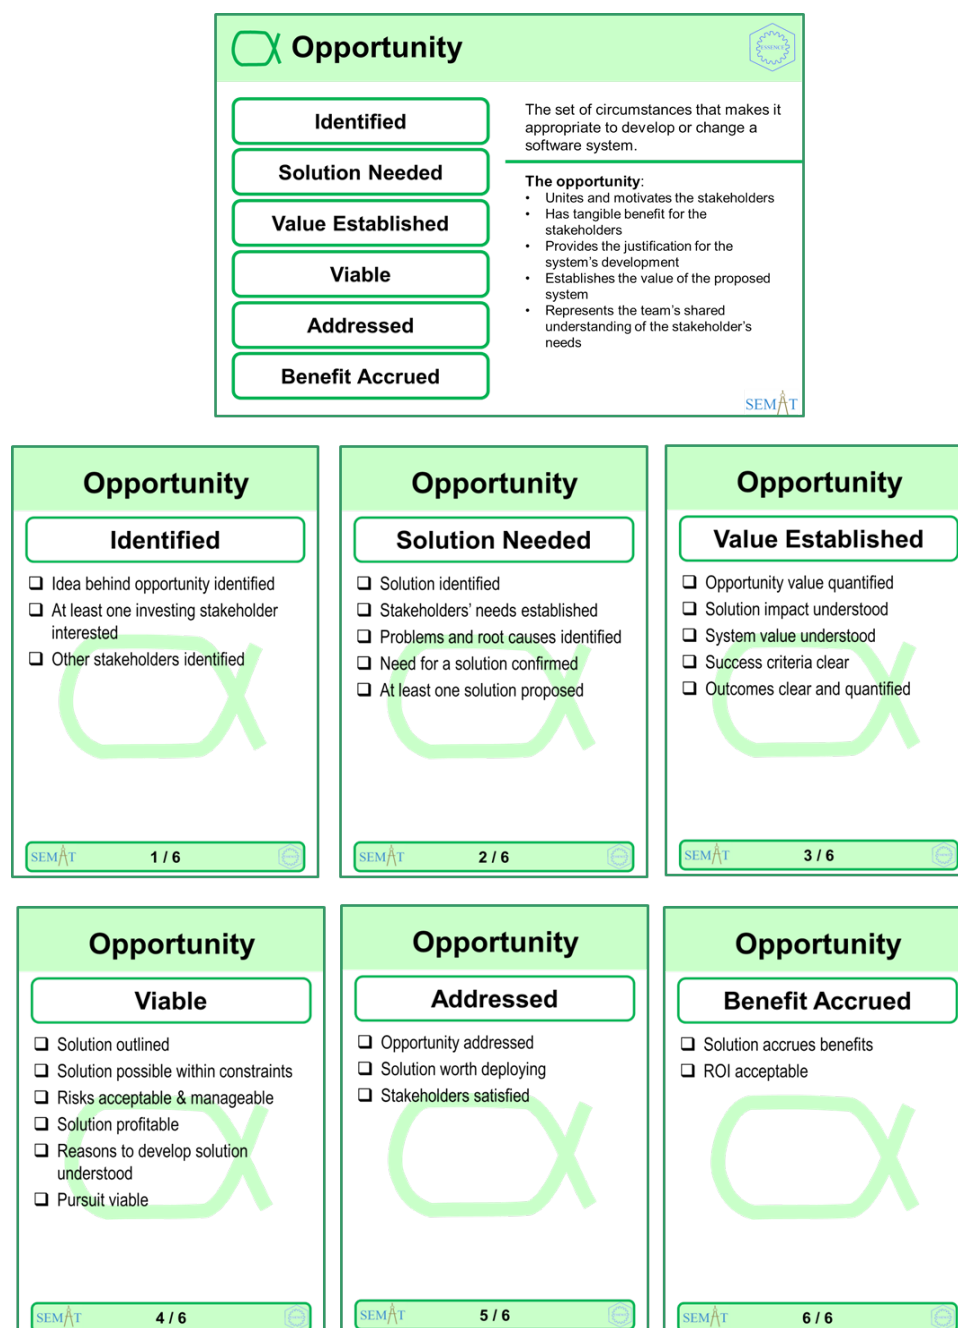 Opportunity
ESSENCE
Identified
Solution Needed
Value Established
Viable
Addressed
Benefit Accrued
The set of circumstances that makes it
appropriate to develop or change a
software system.
The opportunity:
• Unites and motivates the stakeholders
• Has tangible benefit for the
stakeholders
• Provides the justification for the
system's development
• Establishes the value of the proposed
system
• Represents the team's shared
understanding of the stakeholder's
needs
SEMAT
Opportunity
Identified
❑ Idea behind opportunity identified
❑ At least one investing stakeholder
interested
❑ Other stakeholders identified
SEMAT
1 / 6
Opportunity
Solution Needed
❑ Solution identified
❑ Stakeholders' needs established
❑ Problems and root causes identified
❑ Need for a solution confirmed
❑ At least one solution proposed
SEMAT
2 / 6
Opportunity
Value Established
❑ Opportunity value quantified
❑ Solution impact understood
❑ System value understood
❑ Success criteria clear
❑ Outcomes clear and quantified
SEMAT
3 / 6
Opportunity
Viable
❑ Solution outlined
❑ Solution possible within constraints
❑ Risks acceptable & manageable
❑ Solution profitable
❑ Reasons to develop solution
understood
❑ Pursuit viable
SEMAT
4 / 6
Opportunity
Addressed
❑ Opportunity addressed
❑ Solution worth deploying
❑ Stakeholders satisfied
SEMAT
5 / 6
Opportunity
Benefit Accrued
❑ Solution accrues benefits
❑ ROI acceptable
SEMAT
6 / 6